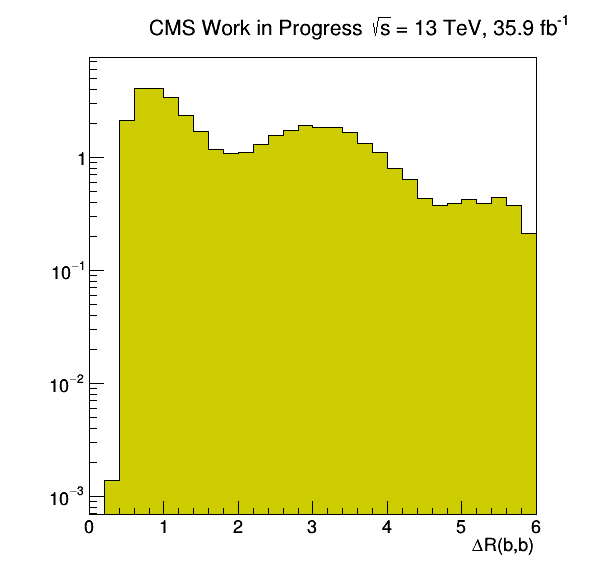 CMS Work in Progress √s = 13 TeV, 35.9 fb⁻¹
1
10⁻¹
10⁻²
10⁻³
0 1 2 3 4 5 6
ΔR(b,b)